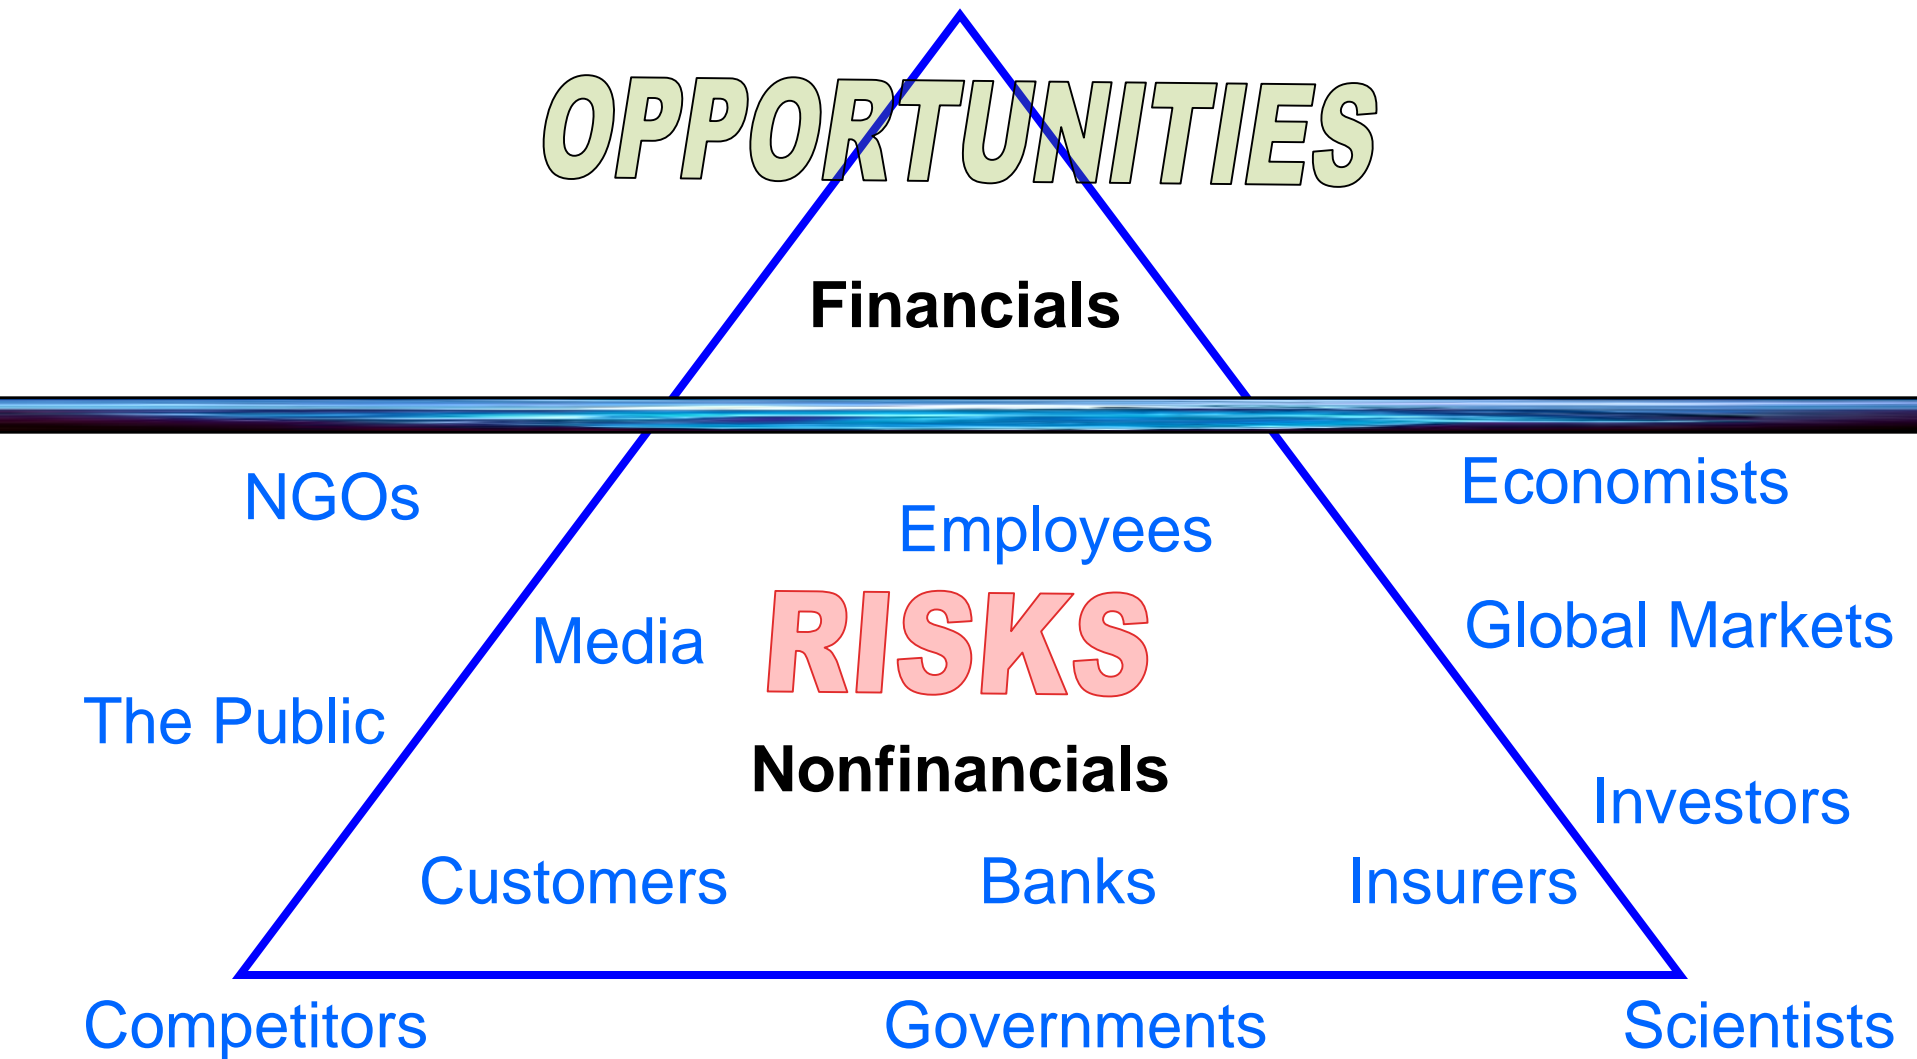 OPPORTUNITIES
Financials
NGOs
Economists
Employees
Media
RISKS
Global Markets
The Public
Nonfinancials
Investors
Customers
Banks
Insurers
Competitors
Governments
Scientists